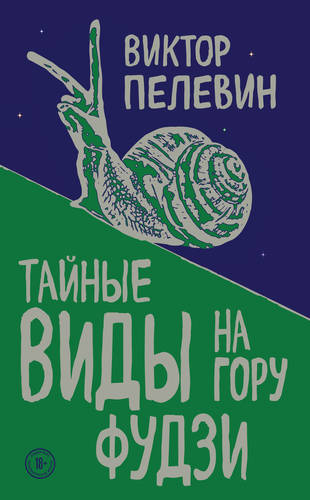 ВИКТОР
ПЕЛЕВИН
ТАЙНЫЕ
ВИДЫ НА
ГОРУ
ФУДЗИ
18+